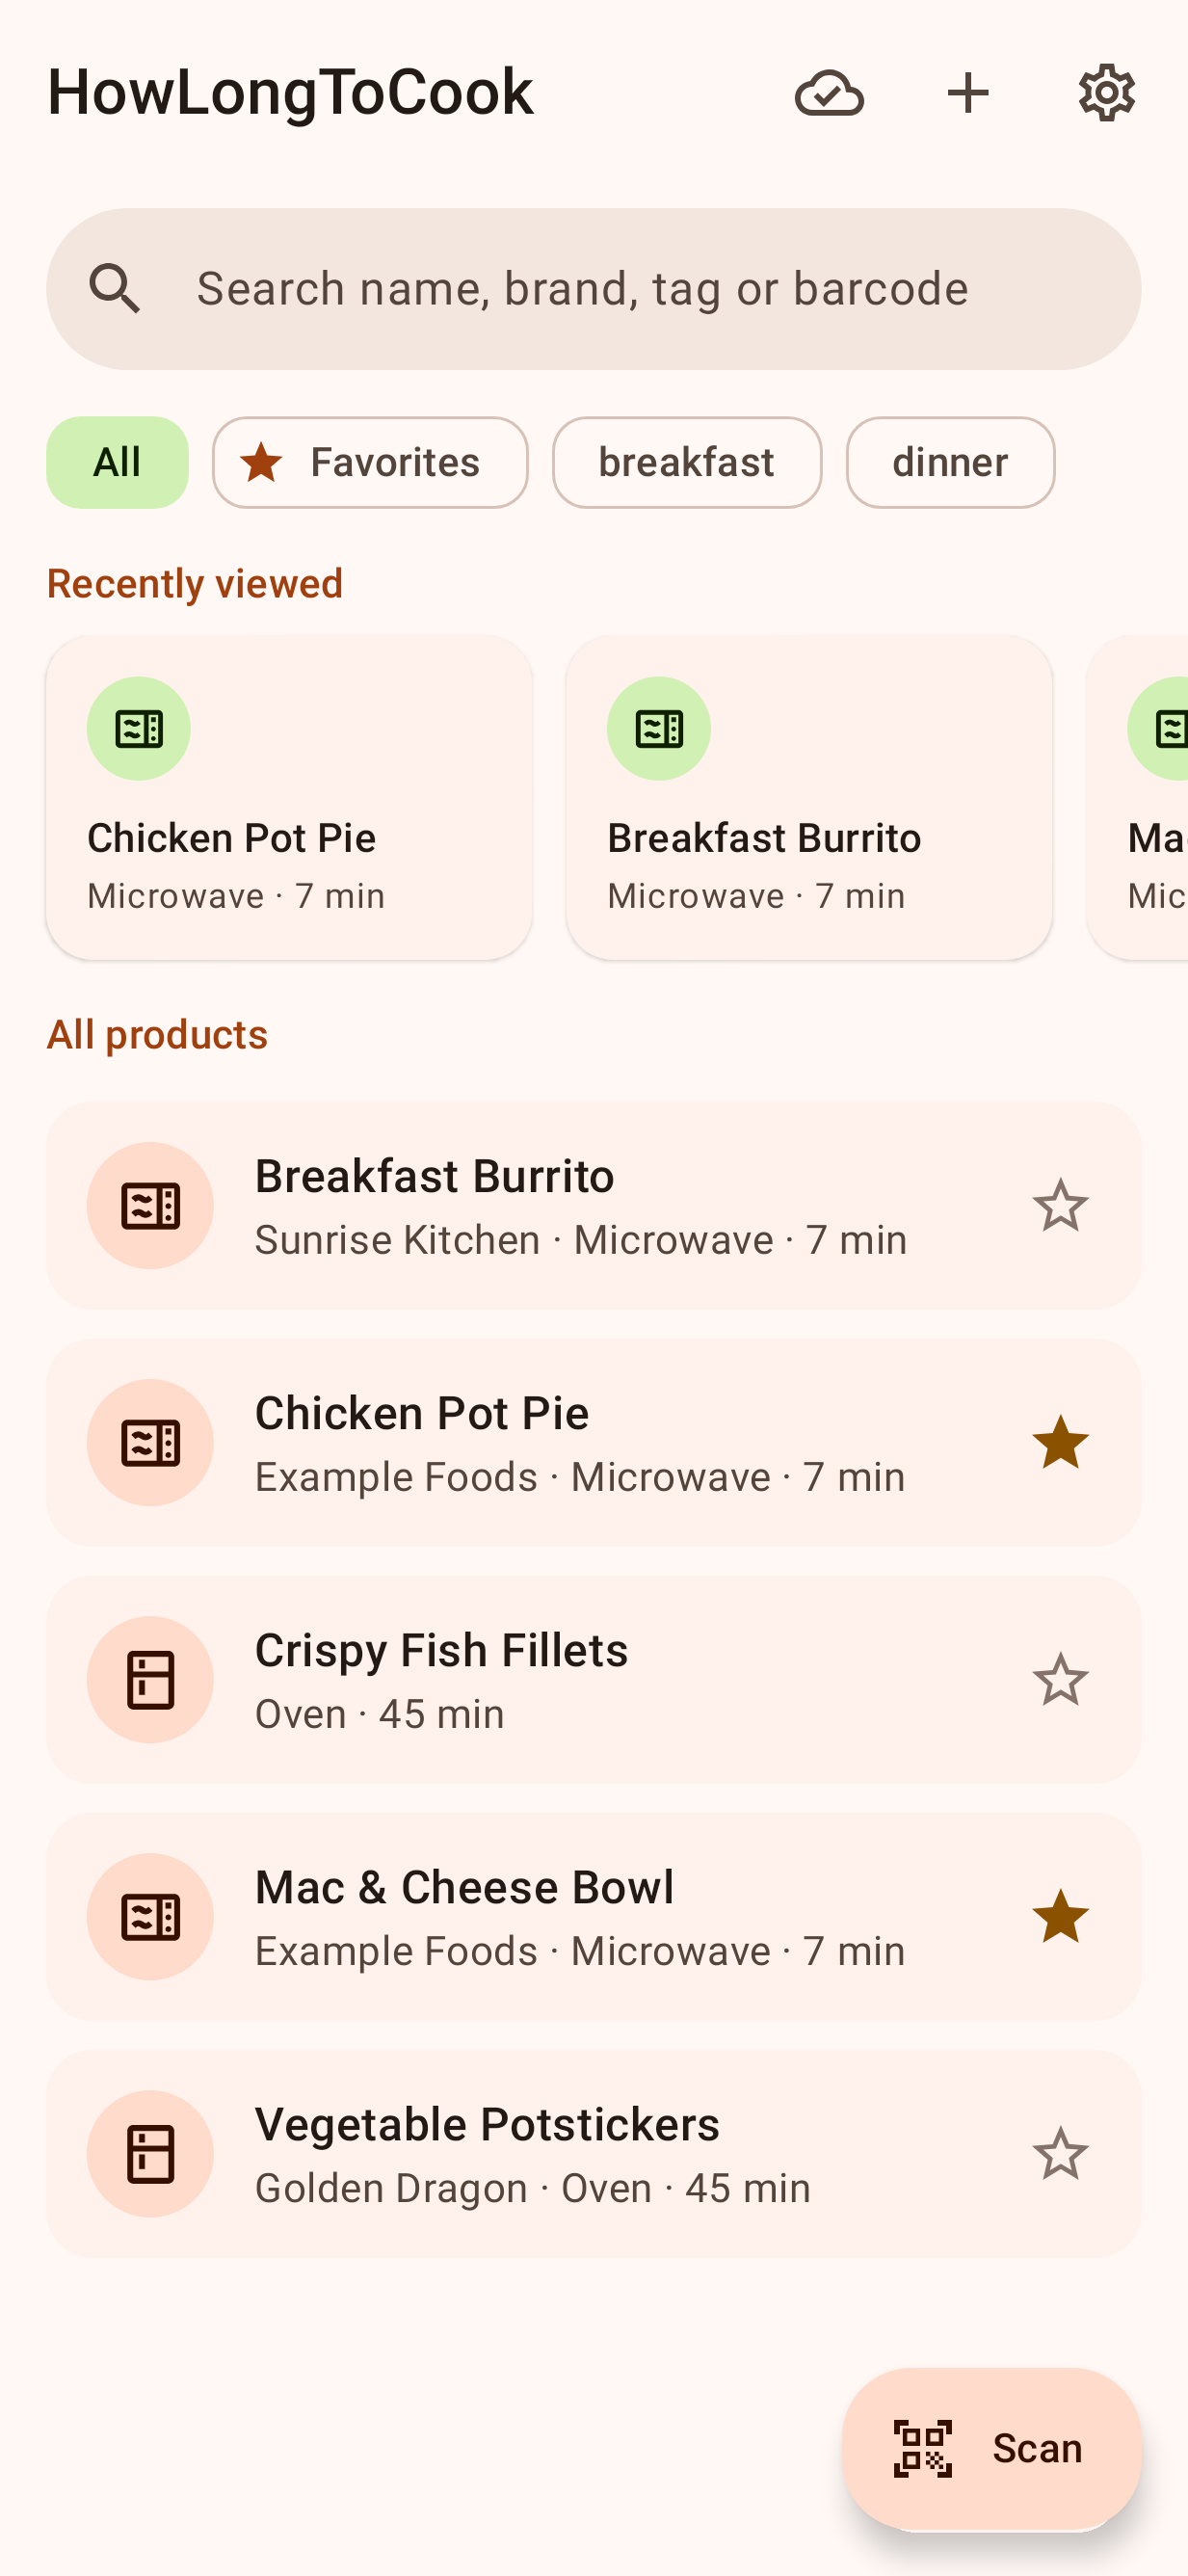 HowLongToCook
Search name, brand, tag or barcode
All
Favorites
breakfast
dinner
Recently viewed
Chicken Pot Pie
Microwave · 7 min
Breakfast Burrito
Microwave · 7 min
Ma
Mic
All products
Breakfast Burrito
Sunrise Kitchen · Microwave · 7 min
Chicken Pot Pie
Example Foods · Microwave · 7 min
Crispy Fish Fillets
Oven · 45 min
Mac & Cheese Bowl
Example Foods · Microwave · 7 min
Vegetable Potstickers
Golden Dragon · Oven · 45 min
Scan